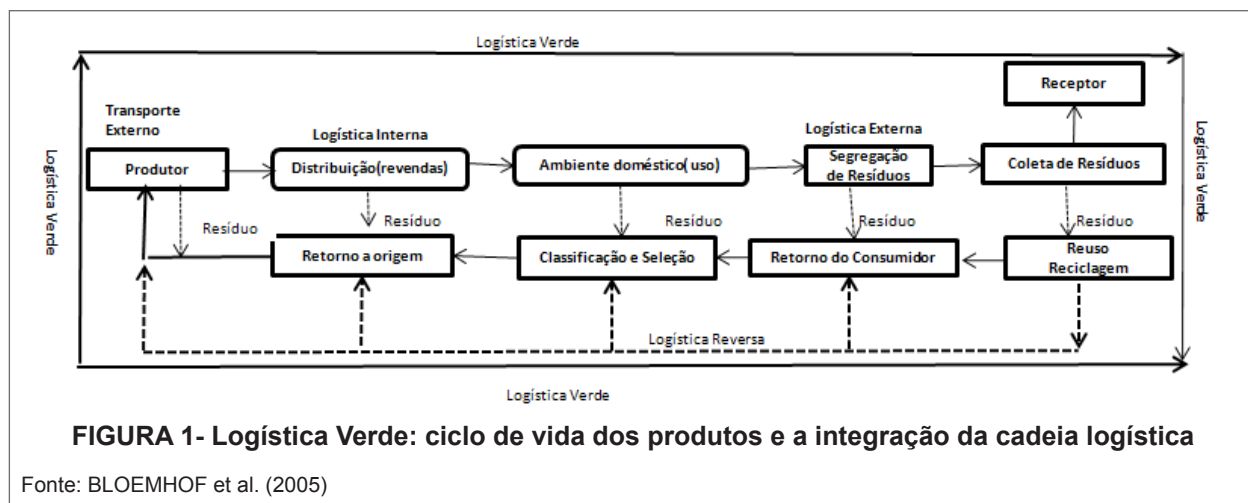 Logística Verde
Transporte
Externo
Logística Interna
Logística Externa
Receptor
Logística Verde
Produtor
Distribuição(revendas)
Ambiente doméstico( uso)
Segregação
de Resíduos
Coleta de Resíduos
Logística Verde
Resíduo
Resíduo
Resíduo
Resíduo
Resíduo
Retorno a origem
Classificação e Seleção
Retorno do Consumidor
Reuso
Reciclagem
Logística Reversa
Logística Verde
FIGURA 1- Logística Verde: ciclo de vida dos produtos e a integração da cadeia logística
Fonte: BLOEMHOF et al. (2005)